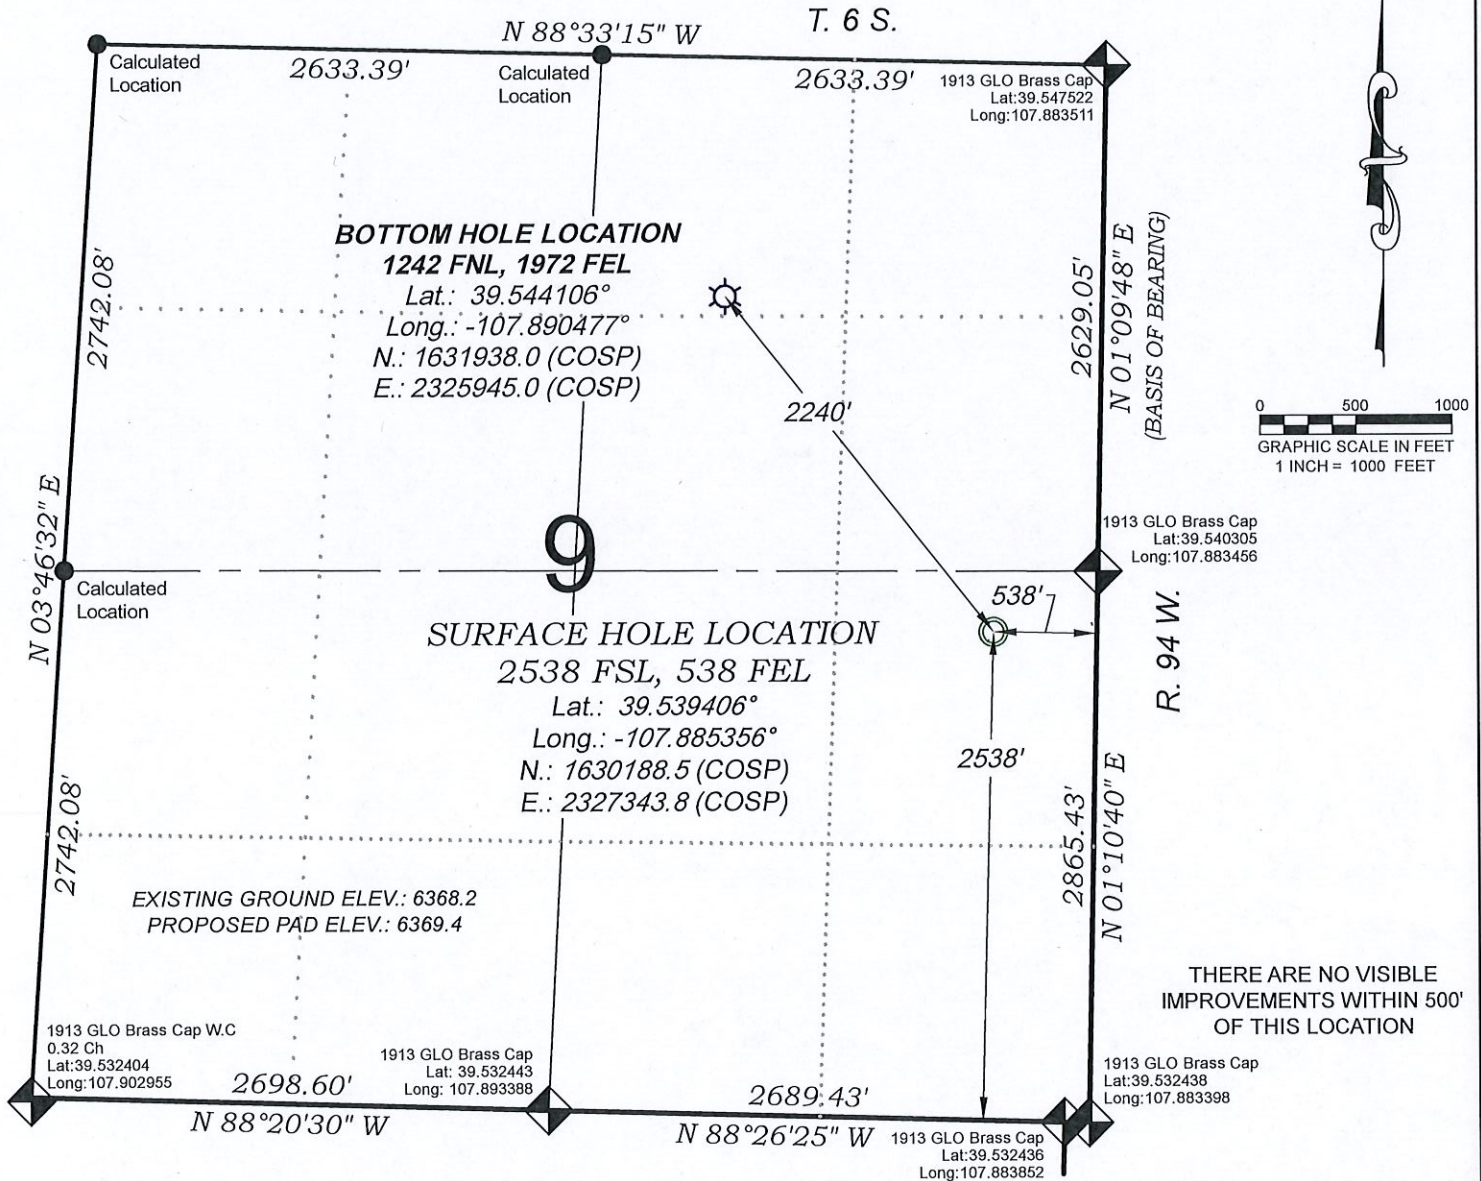 T. 6 S.
N 88°33'15" W
2633.39'
2633.39'
Calculated
Location
Calculated
Location
1913 GLO Brass Cap
Lat:39.547522
Long:107.883511
BOTTOM HOLE LOCATION
1242 FNL, 1972 FEL
Lat.: 39.544106°
Long.: -107.890477°
N.: 1631938.0 (COSP)
E.: 2325945.0 (COSP)
2742.08'
2240'
2629.05'
N 01°09'48" E
(BASIS OF BEARING)
0 500 1000
GRAPHIC SCALE IN FEET
1 INCH = 1000 FEET
N 03°46'32" E
Calculated
Location
9
1913 GLO Brass Cap
Lat:39.540305
Long:107.883456
538'
R. 94 W.
SURFACE HOLE LOCATION
2538 FSL, 538 FEL
Lat.: 39.539406°
Long.: -107.885356°
N.: 1630188.5 (COSP)
E.: 2327343.8 (COSP)
2538'
2742.08'
2865.43'
N 01°10'40" E
EXISTING GROUND ELEV.: 6368.2
PROPOSED PAD ELEV.: 6369.4
THERE ARE NO VISIBLE
IMPROVEMENTS WITHIN 500'
OF THIS LOCATION
1913 GLO Brass Cap W.C
0.32 Ch
Lat:39.532404
Long:107.902955
1913 GLO Brass Cap
Lat: 39.532443
Long: 107.893388
1913 GLO Brass Cap
Lat:39.532438
Long:107.883398
2698.60'
N 88°20'30" W
2689.43'
N 88°26'25" W
1913 GLO Brass Cap
Lat:39.532436
Long:107.883852